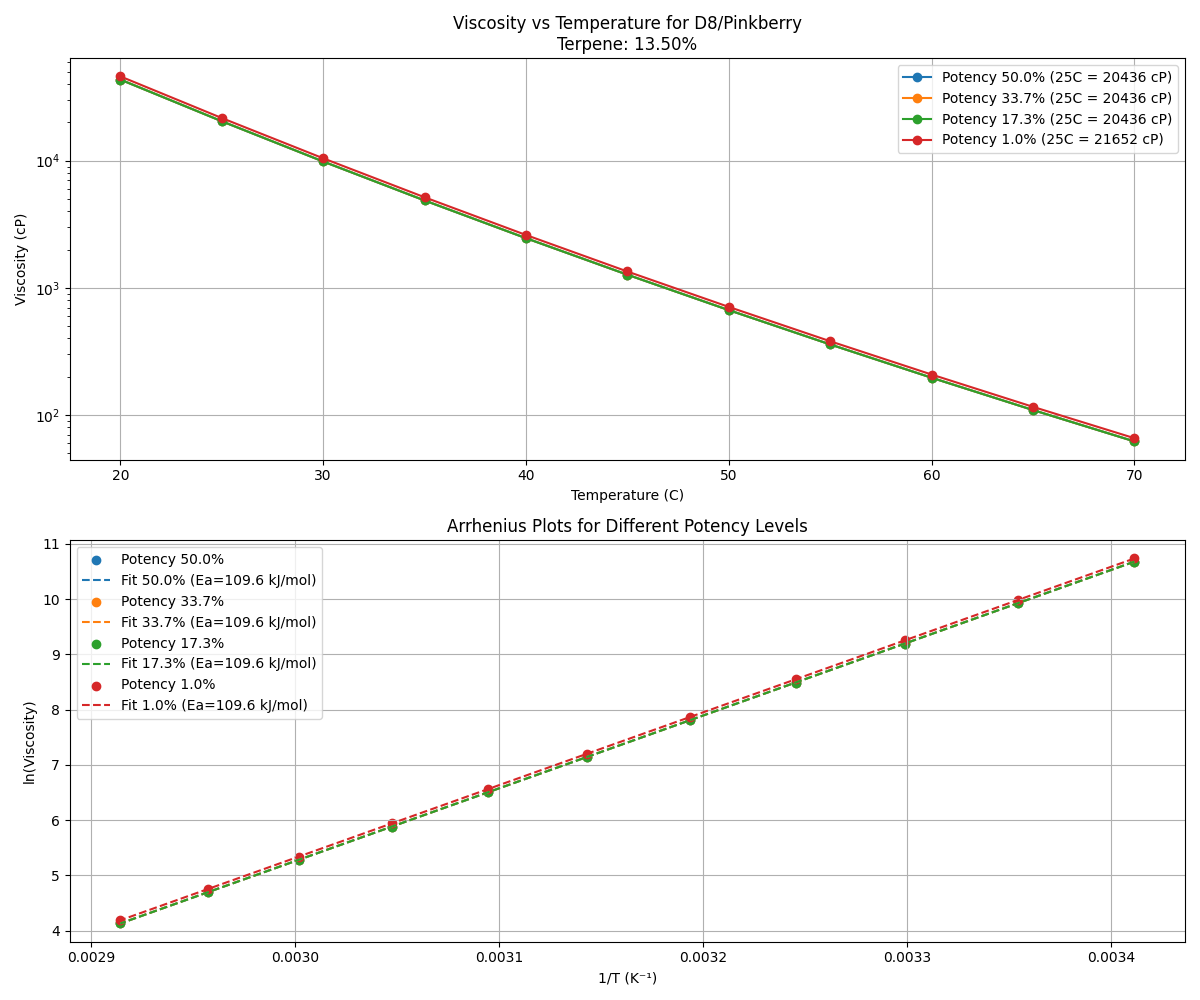 Viscosity vs Temperature for D8/Pinkberry
Terpene: 13.50%
Viscosity (cP)
10⁴
10³
10²
Potency 50.0% (25C = 20436 cP)
Potency 33.7% (25C = 20436 cP)
Potency 17.3% (25C = 20436 cP)
Potency 1.0% (25C = 21652 cP)
20 30 40 50 60 70
Temperature (C)
Arrhenius Plots for Different Potency Levels
ln(Viscosity)
11
10
9
8
7
6
5
4
Potency 50.0%
Fit 50.0% (Ea=109.6 kJ/mol)
Potency 33.7%
Fit 33.7% (Ea=109.6 kJ/mol)
Potency 17.3%
Fit 17.3% (Ea=109.6 kJ/mol)
Potency 1.0%
Fit 1.0% (Ea=109.6 kJ/mol)
0.0029 0.0030 0.0031 0.0032 0.0033 0.0034
1/T (K⁻¹)